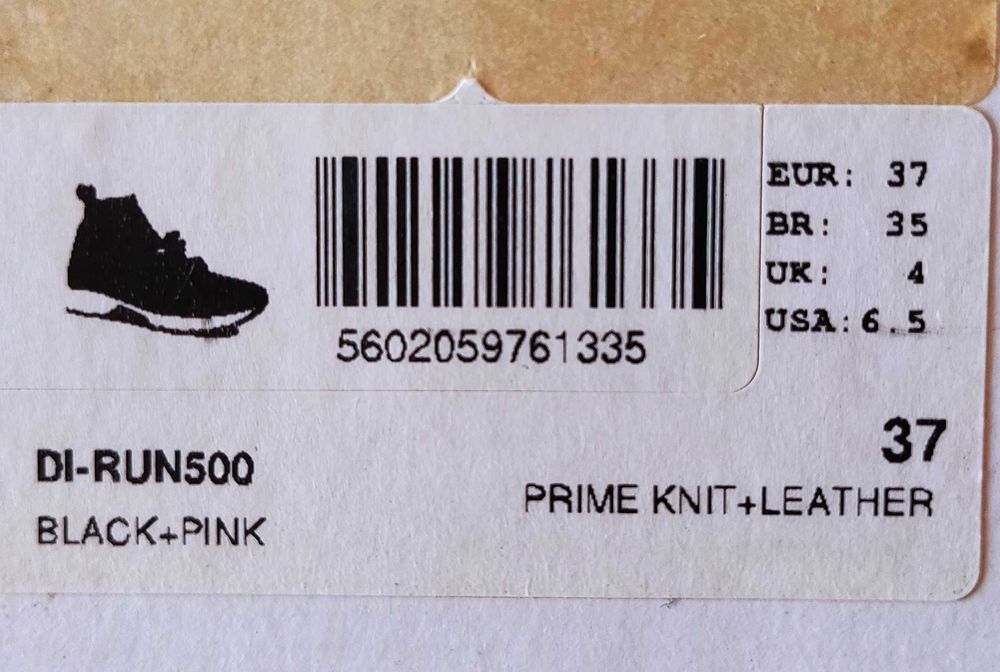 5602059761335
EUR: 37
BR: 35
UK: 4
USA: 6.5
37
DI-RUN500
PRIME KNIT+LEATHER
BLACK+PINK